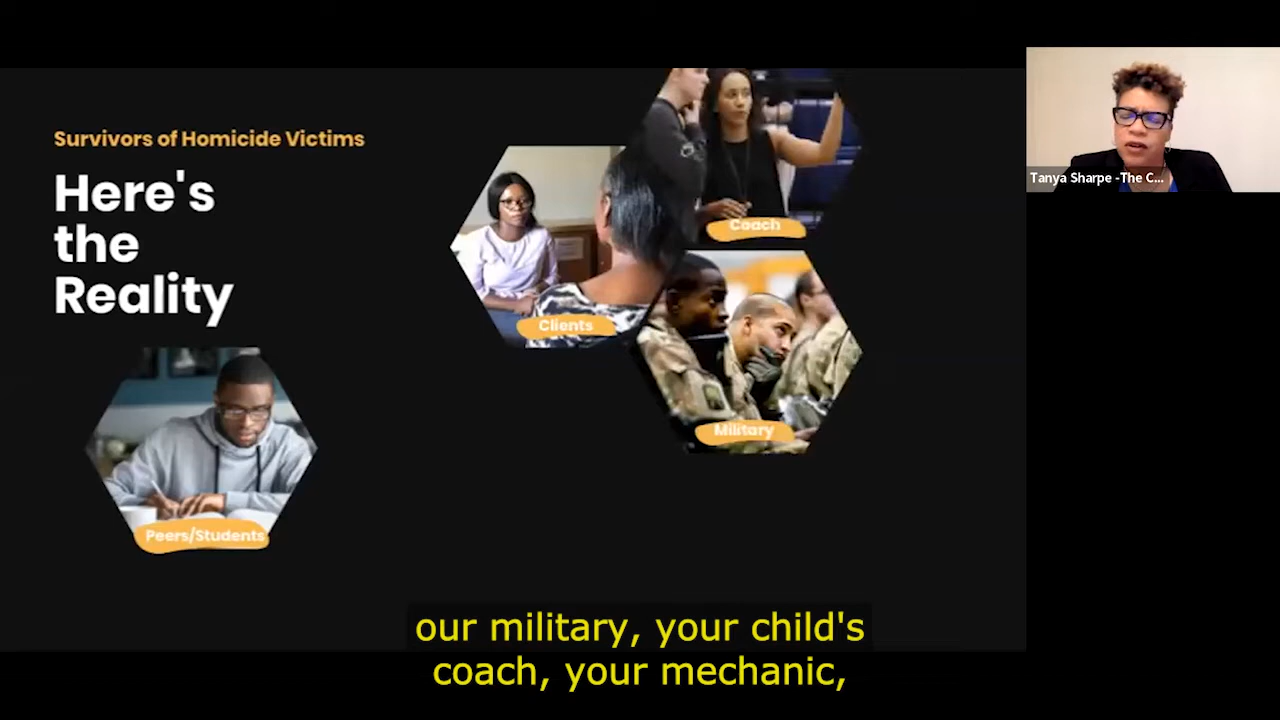 Survivors of Homicide Victims
Here's
the
Reality
Coach
Clients
Military
Peers/Students
Tanya Sharpe -The C...
our military, your child's
coach, your mechanic,